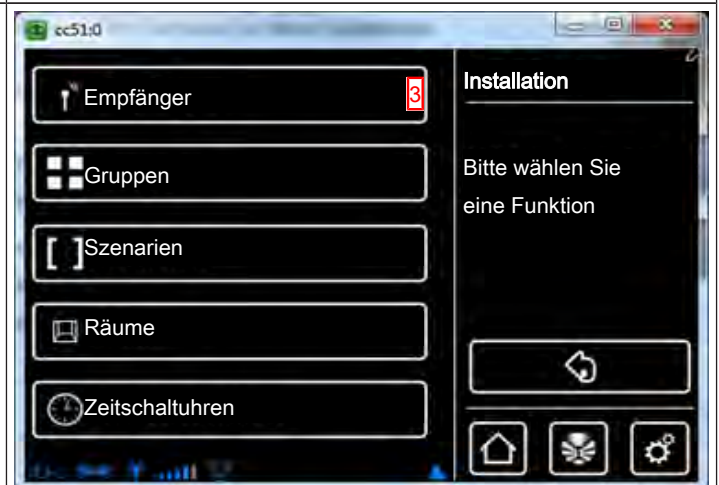 cc51:0
Empfänger 3
Gruppen
[ ]Szenarien
Räume
Zeitschaltuhren
Installation
Bitte wählen Sie
eine Funktion